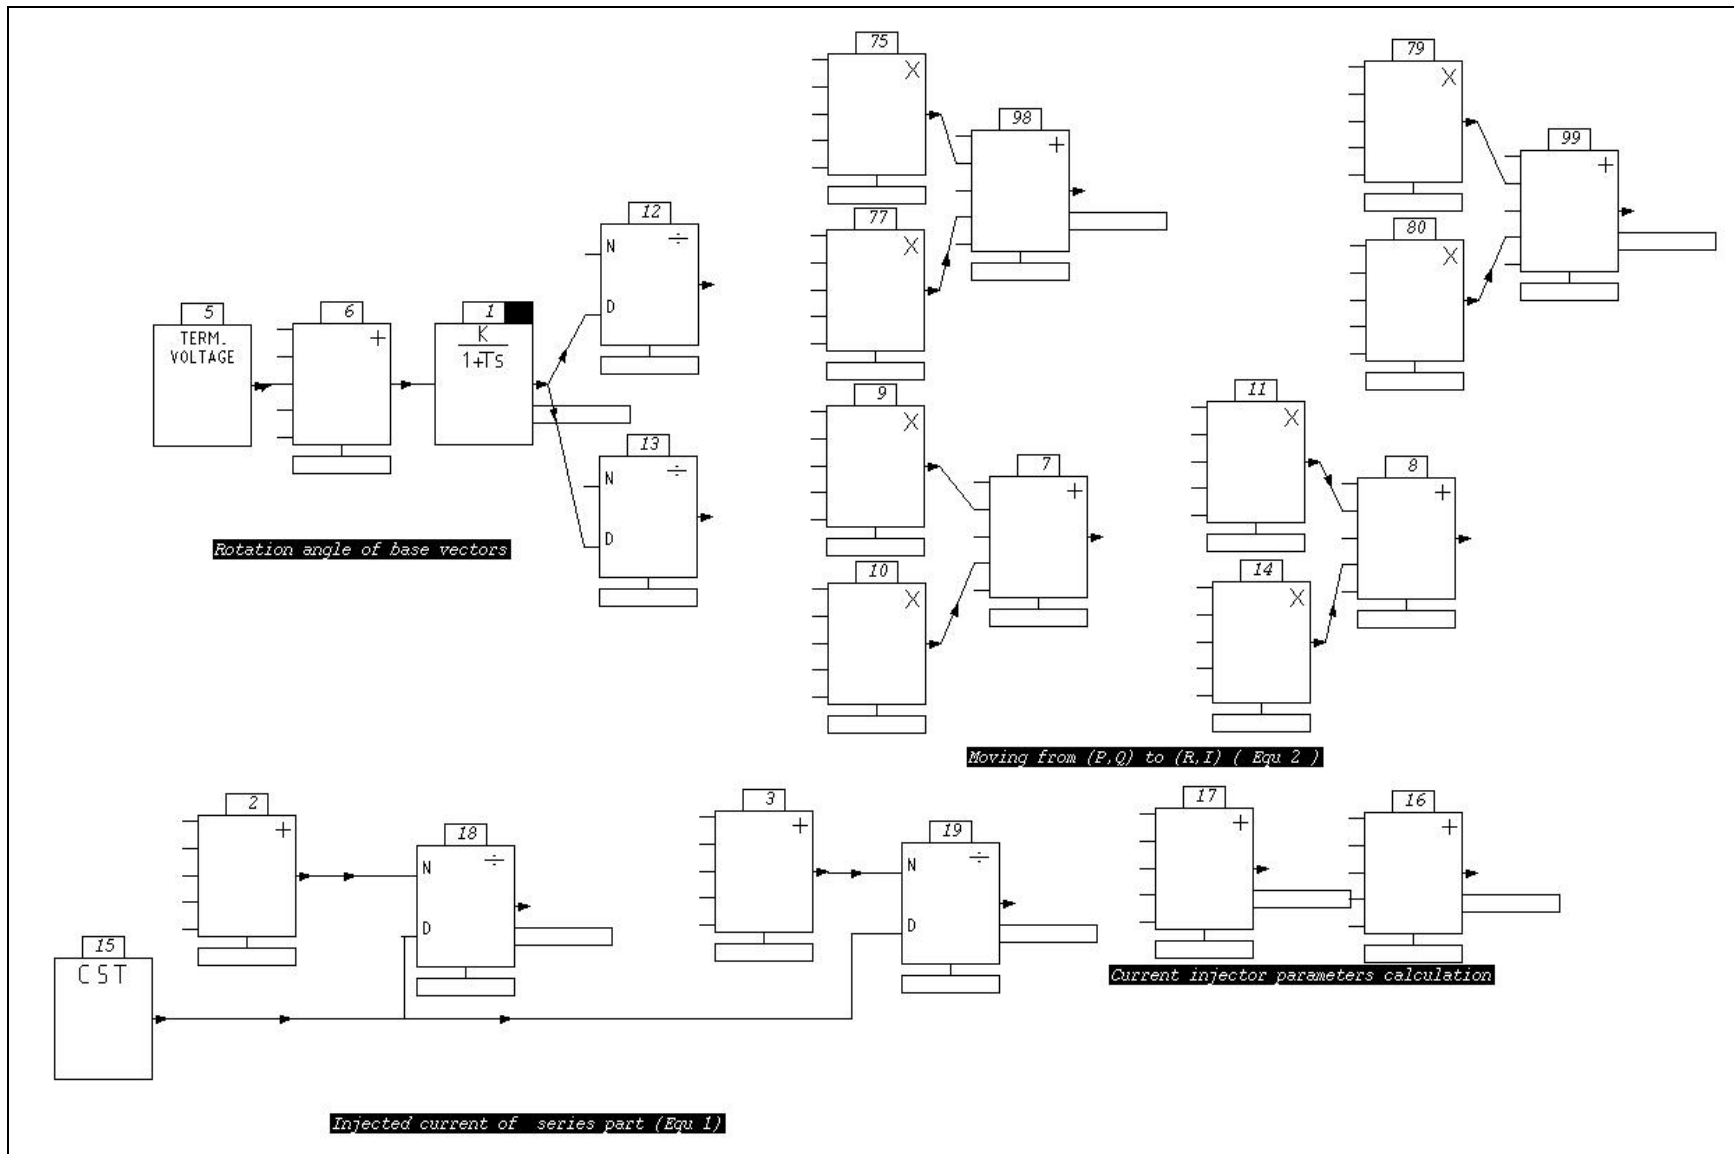 75
X
79
X
98
+
99
+
77
X
80
X
12
÷
N
D
5
TERM.
VOLTAGE
6
+
1
K
1+Ts
13
÷
N
D
Rotation angle of base vectors
9
X
11
X
7
+
8
+
10
X
14
X
Moving from (P,Q) to (R,I) ( Equ 2 )
2
+
18
÷
N
D
3
+
19
÷
N
D
17
+
16
+
15
CST
Current injector parameters calculation
Injected current of series part (Equ 1)